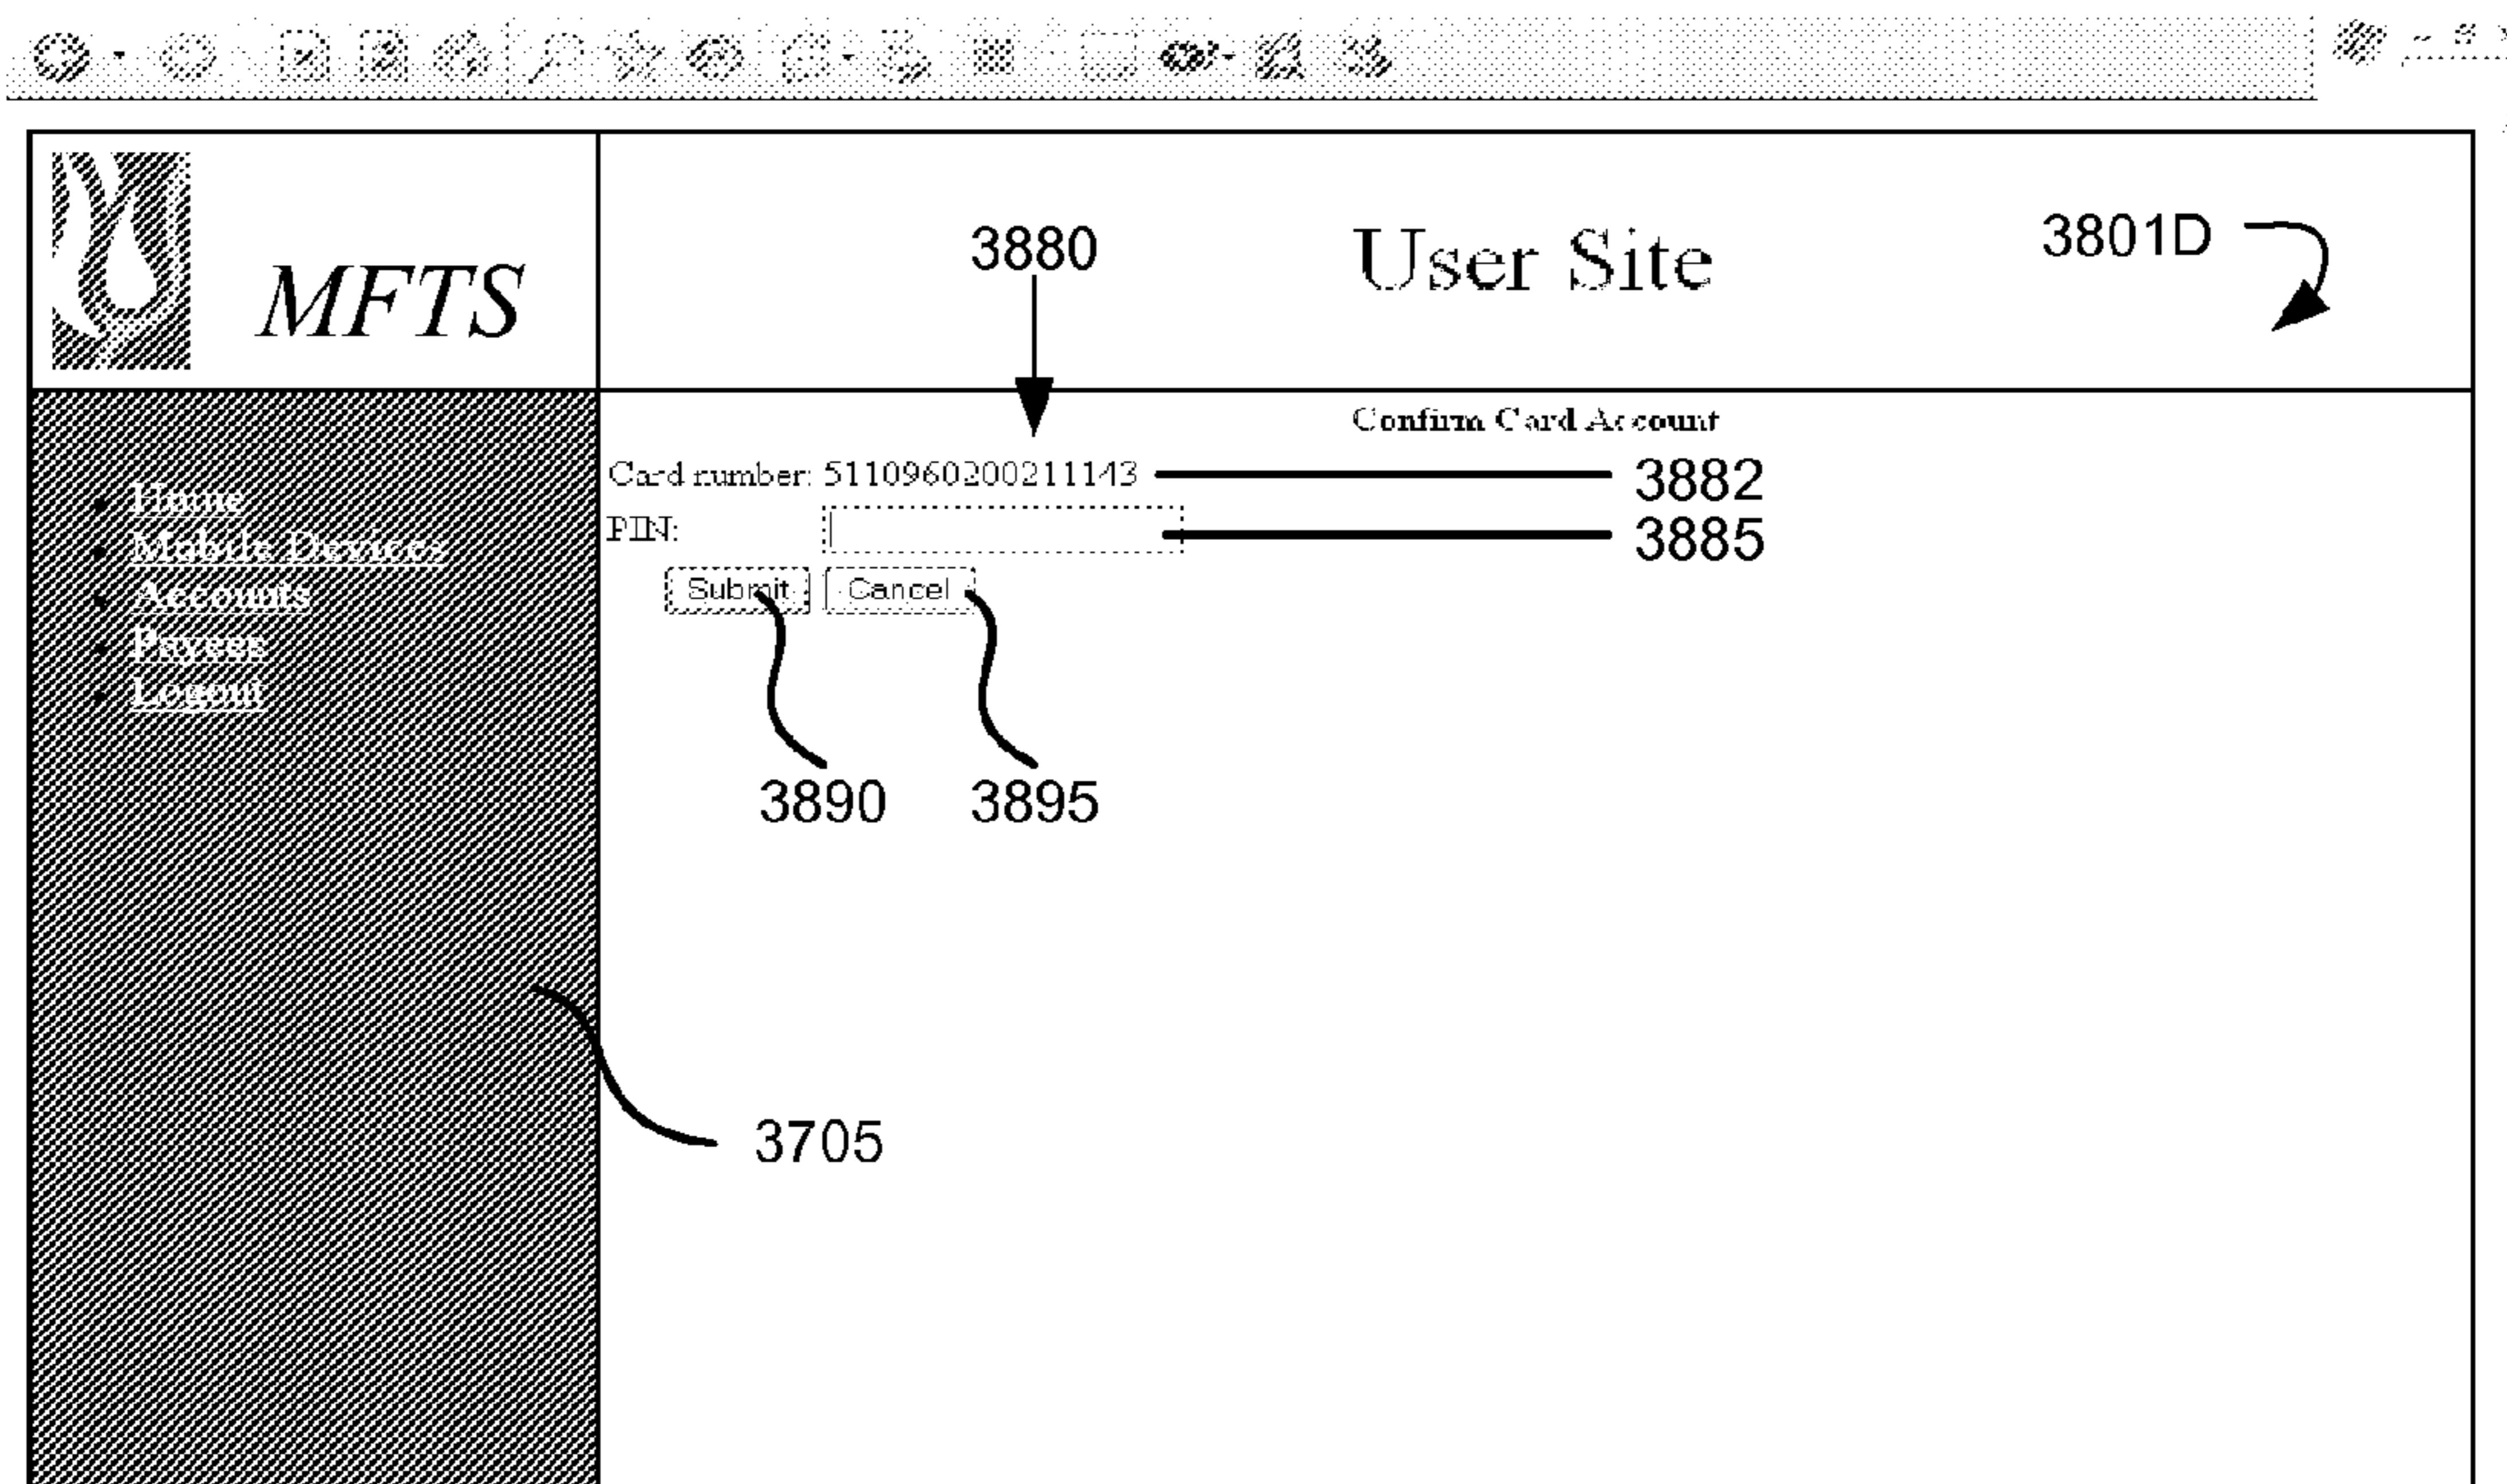 3880
User Site
3801D
MFTS
Confirm Card Account
Card number: 5110960200211143
3882
Home
PIN:
3885
Mobile Devices
Submit Cancel
Accounts
Payees
Logout
3890 3895
3705